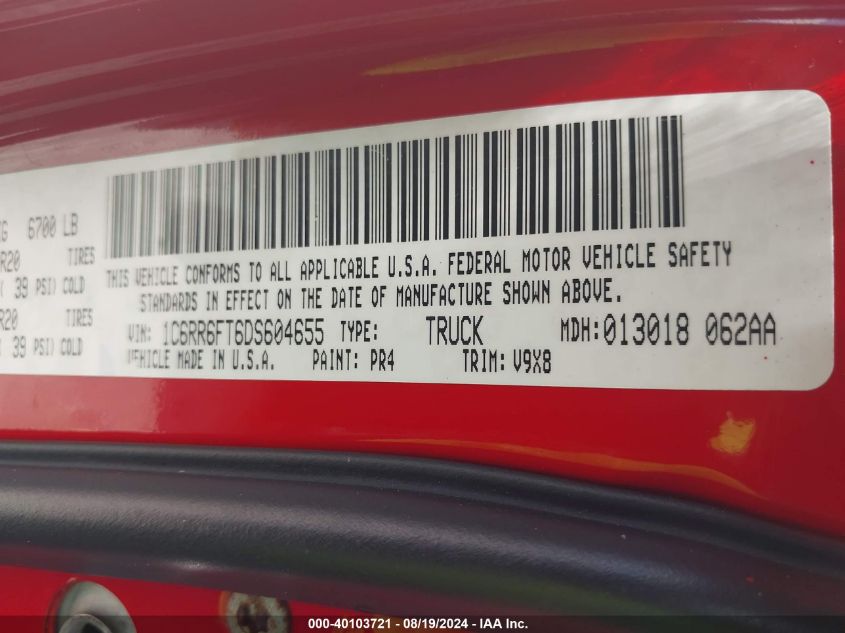 KG 6700 LB
R20 TIRES
( 39 PSI) COLD
R20 TIRES
39 PSI) COLD
THIS VEHICLE CONFORMS TO ALL APPLICABLE U.S.A. FEDERAL MOTOR VEHICLE SAFETY
STANDARDS IN EFFECT ON THE DATE OF MANUFACTURE SHOWN ABOVE.
VIN: 1C6RR6FT6DS604655 TYPE: TRUCK MDH: 013018 062AA
VEHICLE MADE IN U.S.A. PAINT: PR4 TRIM: V9X8
000-40103721 - 08/19/2024 - IAA Inc.